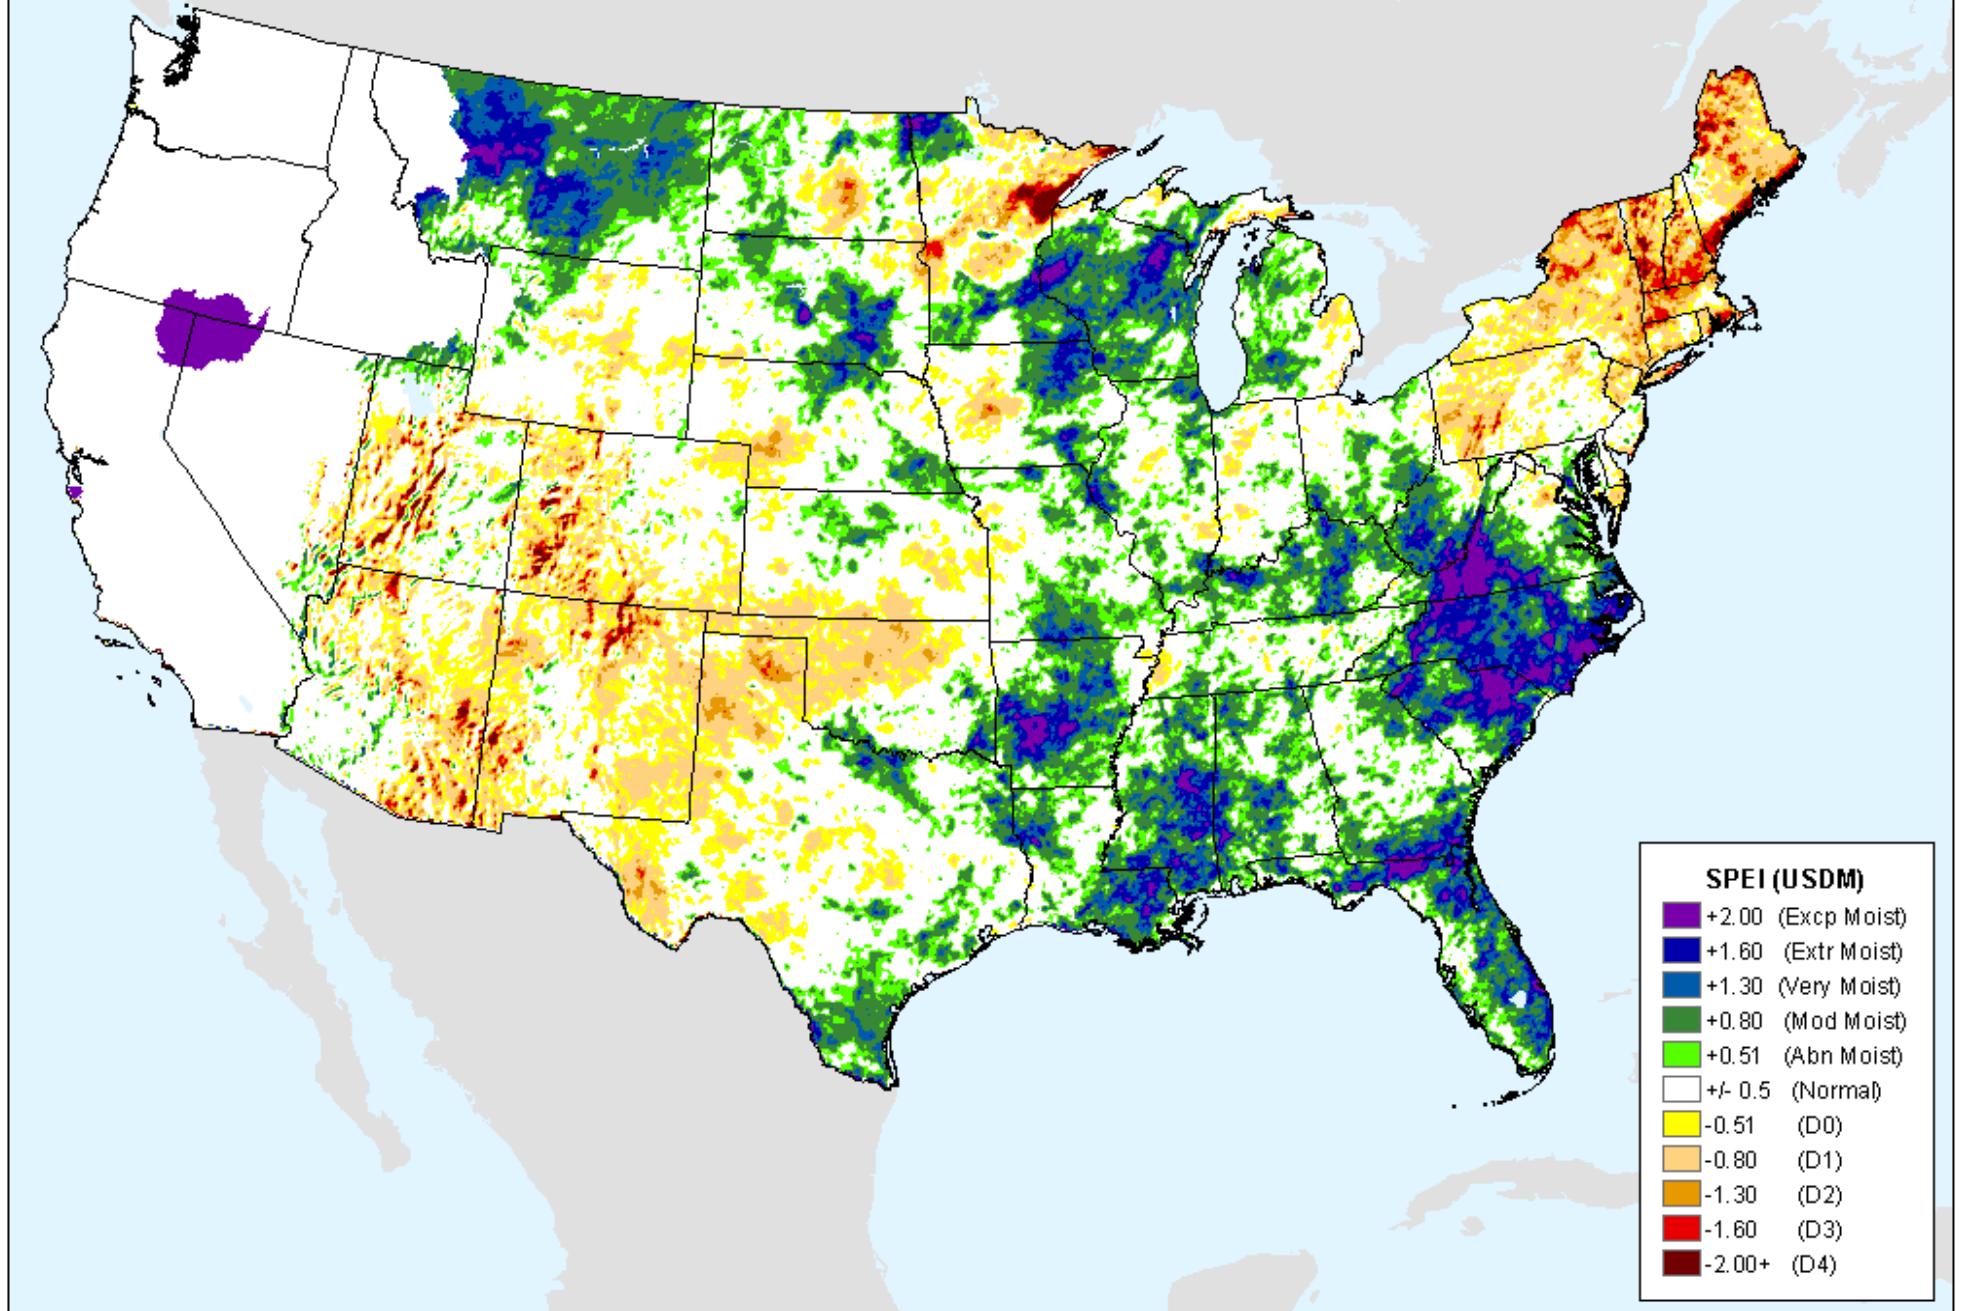 SPEI (USDM)
+2.00 (Excp Moist)
+1.60 (Extr Moist)
+1.30 (Very Moist)
+0.80 (Mod Moist)
+0.51 (Abn Moist)
+/- 0.5 (Normal)
-0.51 (D0)
-0.80 (D1)
-1.30 (D2)
-1.60 (D3)
-2.00+ (D4)